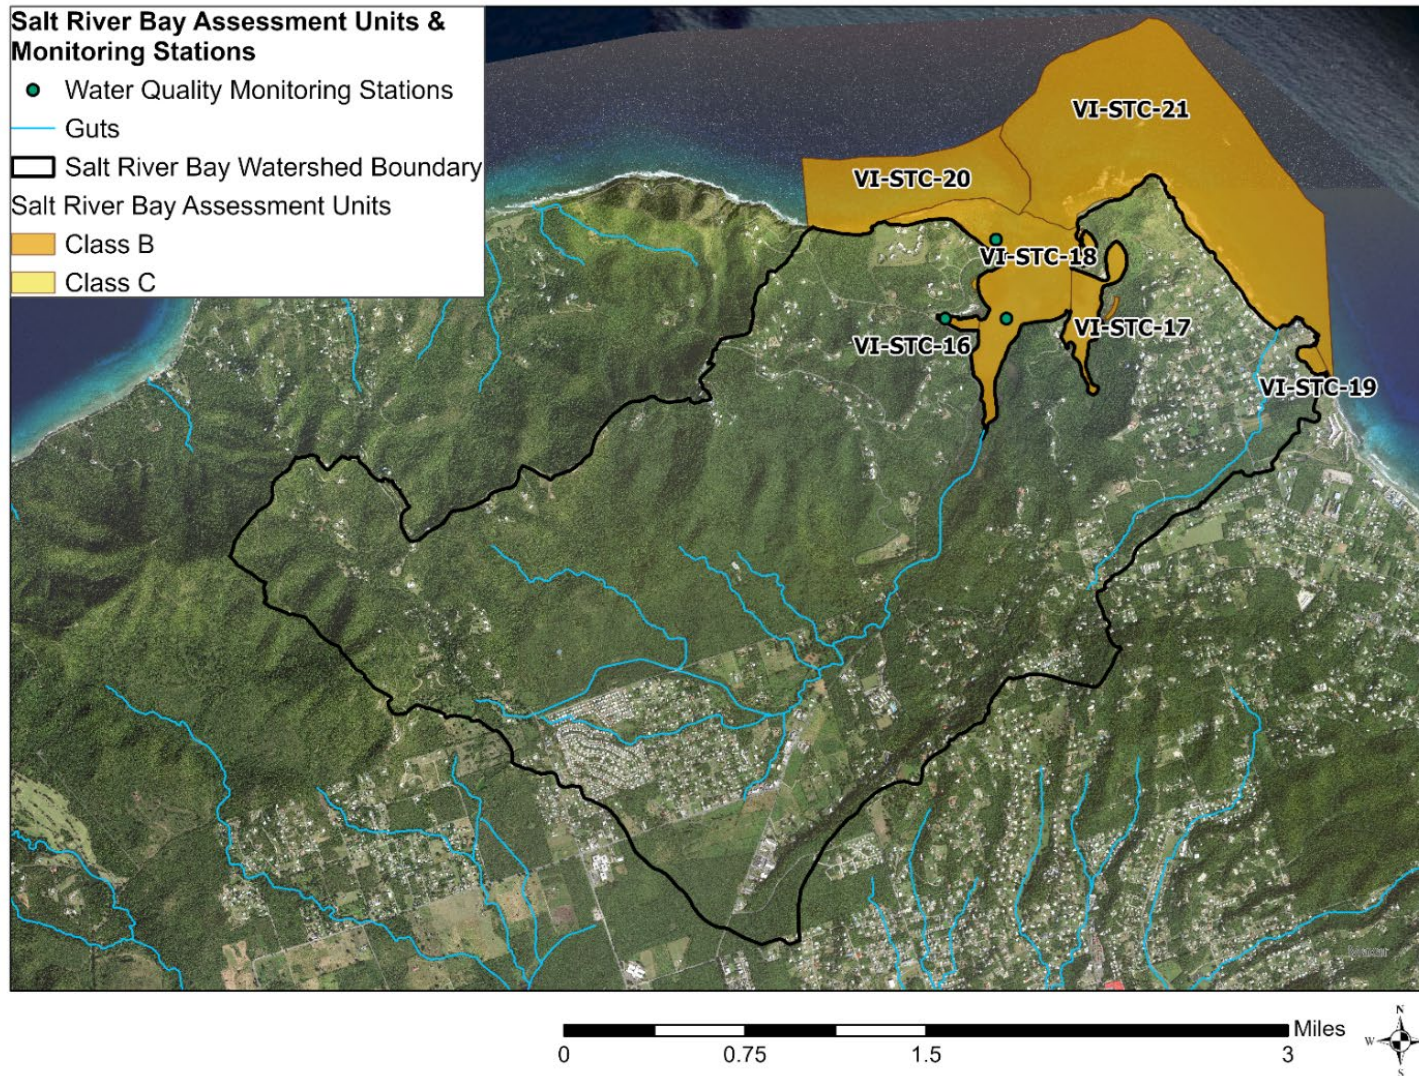 Salt River Bay Assessment Units &
Monitoring Stations
Water Quality Monitoring Stations
Guts
Salt River Bay Watershed Boundary
Salt River Bay Assessment Units
Class B
Class C
VI-STC-21
VI-STC-20
VI-STC-18
VI-STC-17
VI-STC-16
VI-STC-19
Miles
0 0.75 1.5 3
N
W
S